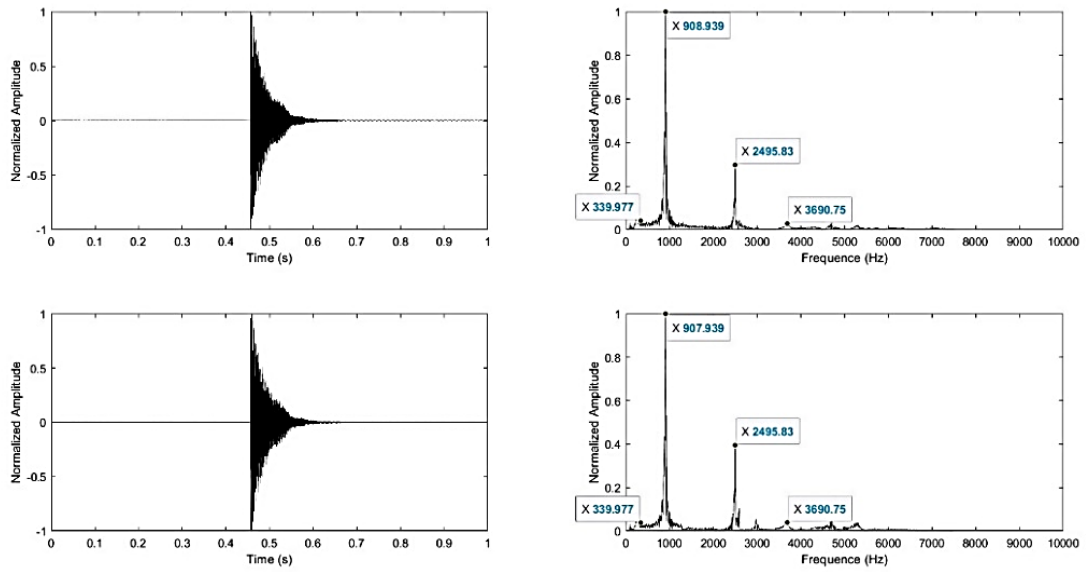 Normalized Amplitude
1
0.5
0
-0.5
-1
0 0.1 0.2 0.3 0.4 0.5 0.6 0.7 0.8 0.9 1
Time (s)
Normalized Amplitude
1
0.8
0.6
0.4
0.2
0
X 908.939
X 2495.83
X 339.977
X 3690.75
0 1000 2000 3000 4000 5000 6000 7000 8000 9000 10000
Frequence (Hz)
Normalized Amplitude
1
0.5
0
-0.5
-1
0 0.1 0.2 0.3 0.4 0.5 0.6 0.7 0.8 0.9 1
Time (s)
Normalized Amplitude
1
0.8
0.6
0.4
0.2
0
X 907.939
X 2495.83
X 339.977
X 3690.75
0 1000 2000 3000 4000 5000 6000 7000 8000 9000 10000
Frequence (Hz)